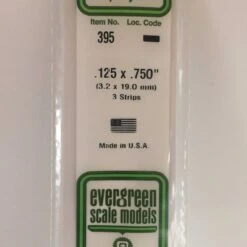 Item No. Loc. Code
395
.125 x .750"
(3.2 x 19.0 mm)
3 Strips
Made in U.S.A.
evergreen
scale models